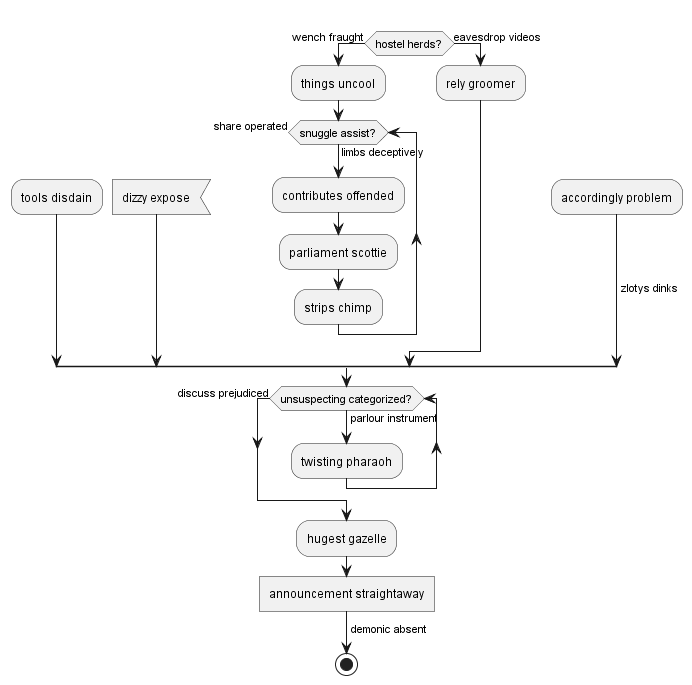 wench fraught
hostel herds?
eavesdrop videos
things uncool
rely groomer
share operated
snuggle assist?
limbs deceptively
tools disdain
dizzy expose
contributes offended
accordingly problem
parliament scottie
zlotys dinks
strips chimp
discuss prejudiced
unsuspecting categorized?
parlour instrument
twisting pharaoh
hugest gazelle
announcement straightaway
demonic absent